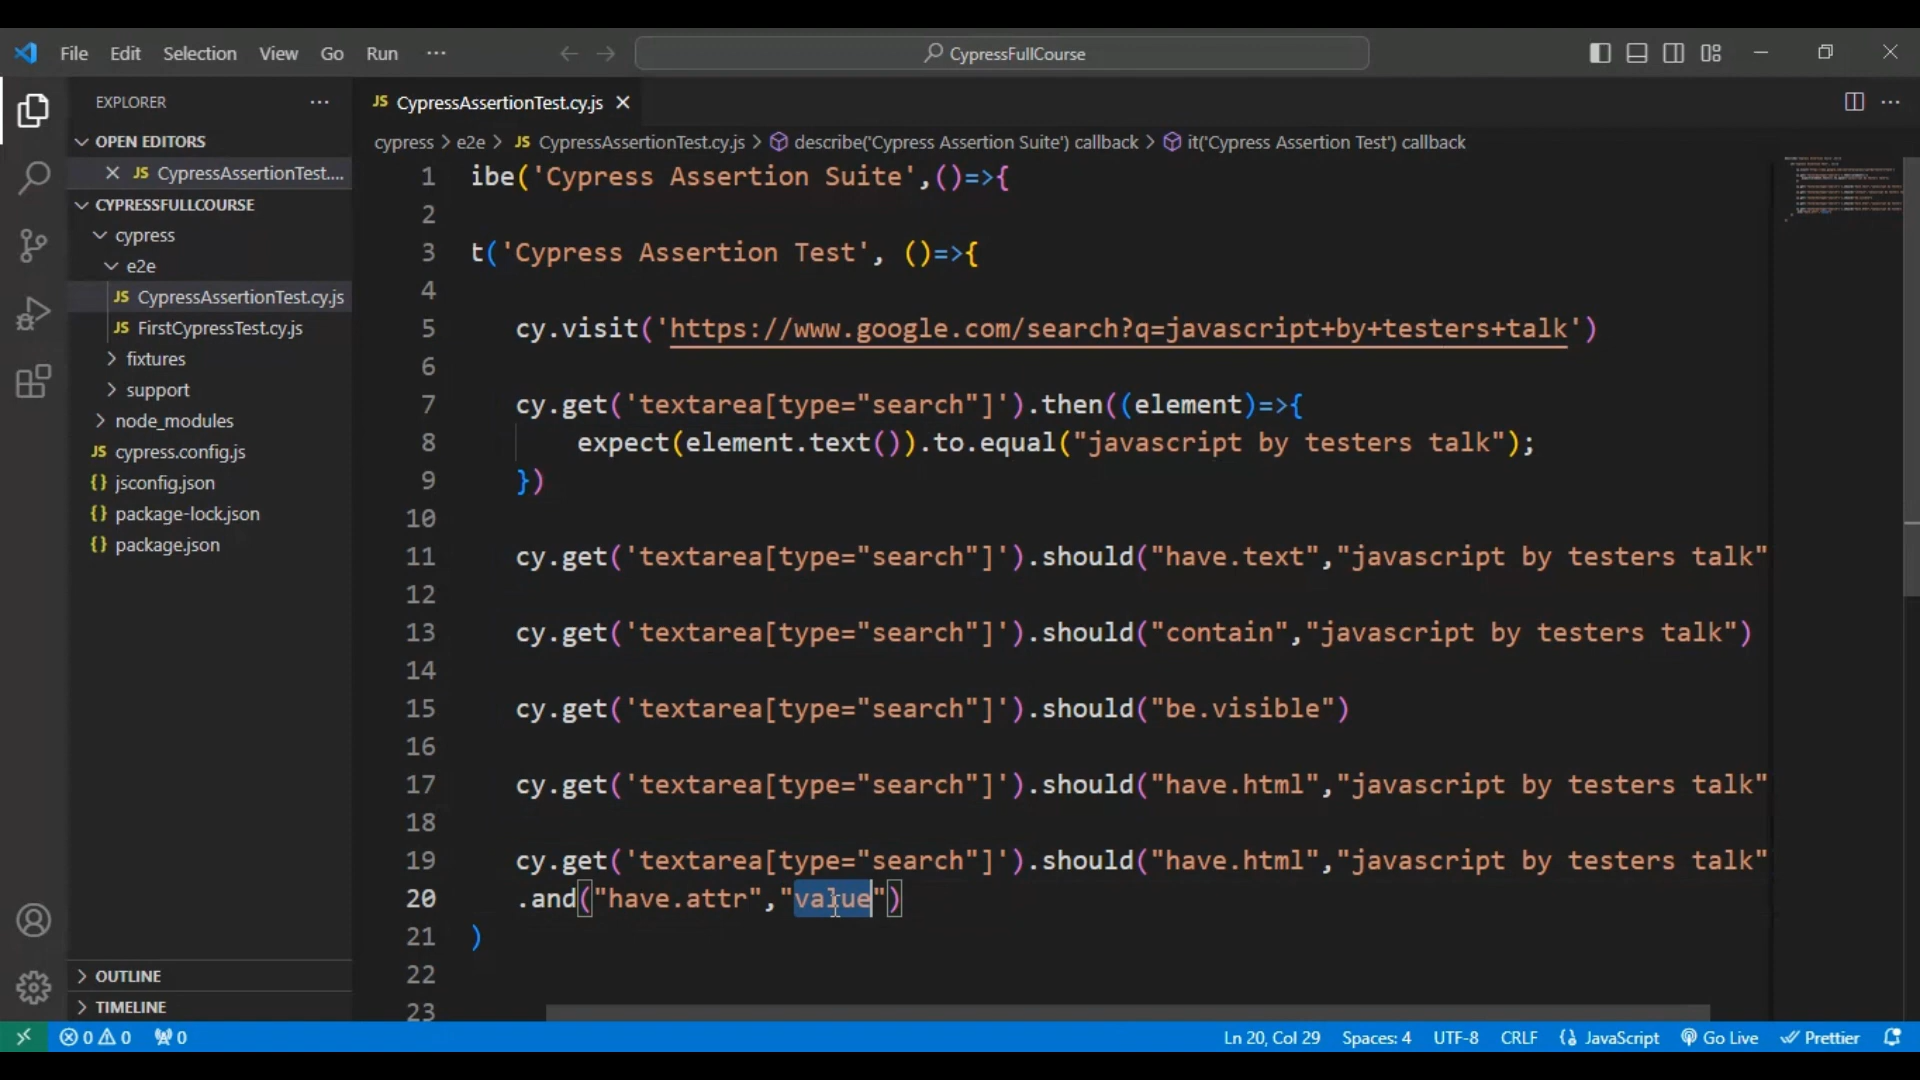 File Edit Selection View Go Run ··· CypressFullCourse
EXPLORER ···
OPEN EDITORS
JS CypressAssertionTest....
CYPRESSFULLCOURSE
cypress
e2e
JS CypressAssertionTest.cy.js
JS FirstCypressTest.cy.js
fixtures
support
node_modules
JS cypress.config.js
{} jsconfig.json
{} package-lock.json
{} package.json
OUTLINE
TIMELINE
JS CypressAssertionTest.cy.js
cypress > e2e > JS CypressAssertionTest.cy.js > describe('Cypress Assertion Suite') callback > it('Cypress Assertion Test') callback
1 ibe('Cypress Assertion Suite',()=>{
2
3 t('Cypress Assertion Test', ()=>{
4
5 cy.visit('https://www.google.com/search?q=javascript+by+testers+talk')
6
7 cy.get('textarea[type="search"]').then((element)=>{
8 expect(element.text()).to.equal("javascript by testers talk");
9 })
10
11 cy.get('textarea[type="search"]').should("have.text","javascript by testers talk"
12
13 cy.get('textarea[type="search"]').should("contain","javascript by testers talk")
14
15 cy.get('textarea[type="search"]').should("be.visible")
16
17 cy.get('textarea[type="search"]').should("have.html","javascript by testers talk"
18
19 cy.get('textarea[type="search"]').should("have.html","javascript by testers talk"
20 .and("have.attr","value")
21 )
22
23
0 0 0 Ln 20, Col 29 Spaces: 4 UTF-8 CRLF {} JavaScript Go Live Prettier